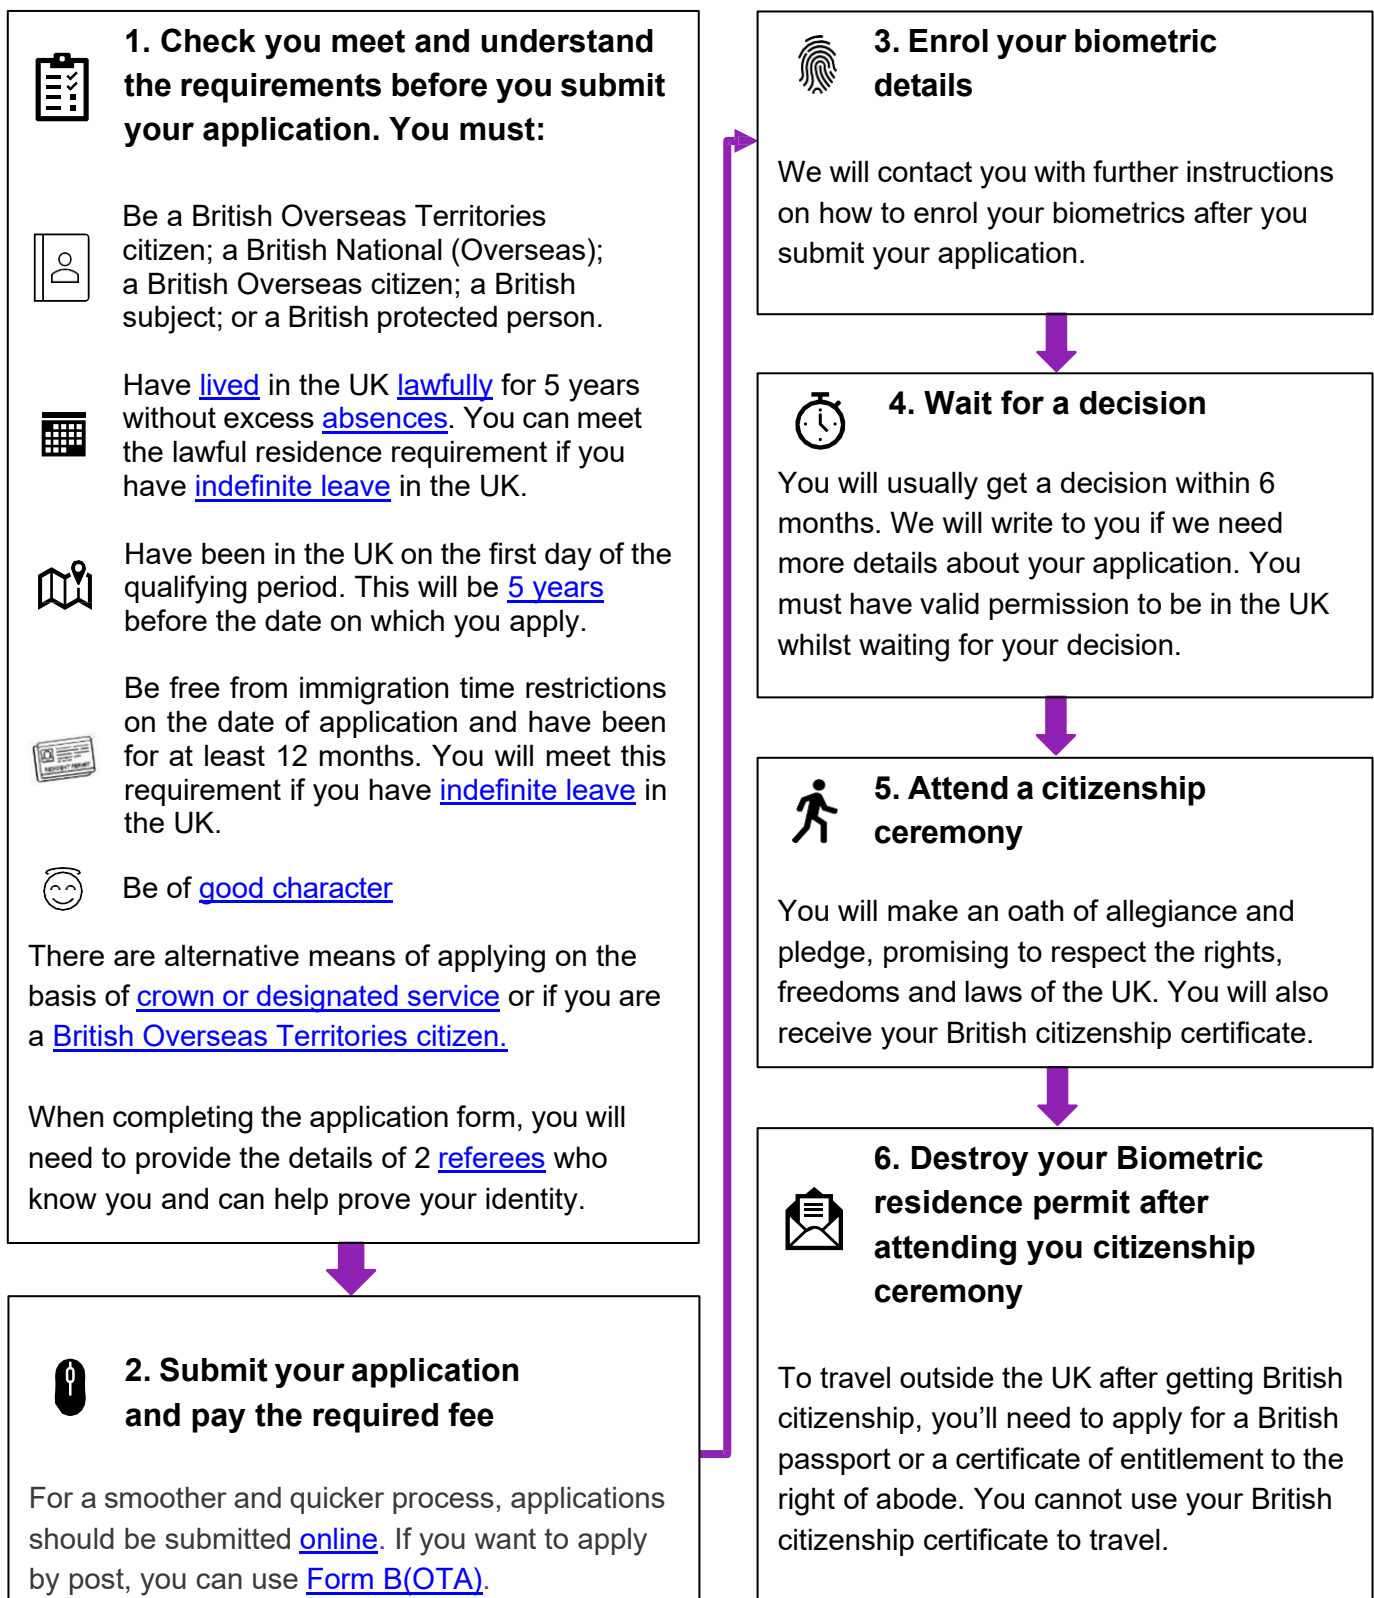 1. Check you meet and understand
the requirements before you submit
your application. You must:
Be a British Overseas Territories
citizen; a British National (Overseas);
a British Overseas citizen; a British
subject; or a British protected person.
Have lived in the UK lawfully for 5 years
without excess absences. You can meet
the lawful residence requirement if you
have indefinite leave in the UK.
Have been in the UK on the first day of the
qualifying period. This will be 5 years
before the date on which you apply.
Be free from immigration time restrictions
on the date of application and have been
for at least 12 months. You will meet this
requirement if you have indefinite leave in
the UK.
RESIDENT PERMIT
Be of good character
There are alternative means of applying on the
basis of crown or designated service or if you are
a British Overseas Territories citizen.
When completing the application form, you will
need to provide the details of 2 referees who
know you and can help prove your identity.
2. Submit your application
and pay the required fee
For a smoother and quicker process, applications
should be submitted online. If you want to apply
by post, you can use Form B(OTA).
3. Enrol your biometric
details
We will contact you with further instructions
on how to enrol your biometrics after you
submit your application.
4. Wait for a decision
You will usually get a decision within 6
months. We will write to you if we need
more details about your application. You
must have valid permission to be in the UK
whilst waiting for your decision.
5. Attend a citizenship
ceremony
You will make an oath of allegiance and
pledge, promising to respect the rights,
freedoms and laws of the UK. You will also
receive your British citizenship certificate.
6. Destroy your Biometric
residence permit after
attending you citizenship
ceremony
To travel outside the UK after getting British
citizenship, you'll need to apply for a British
passport or a certificate of entitlement to the
right of abode. You cannot use your British
citizenship certificate to travel.